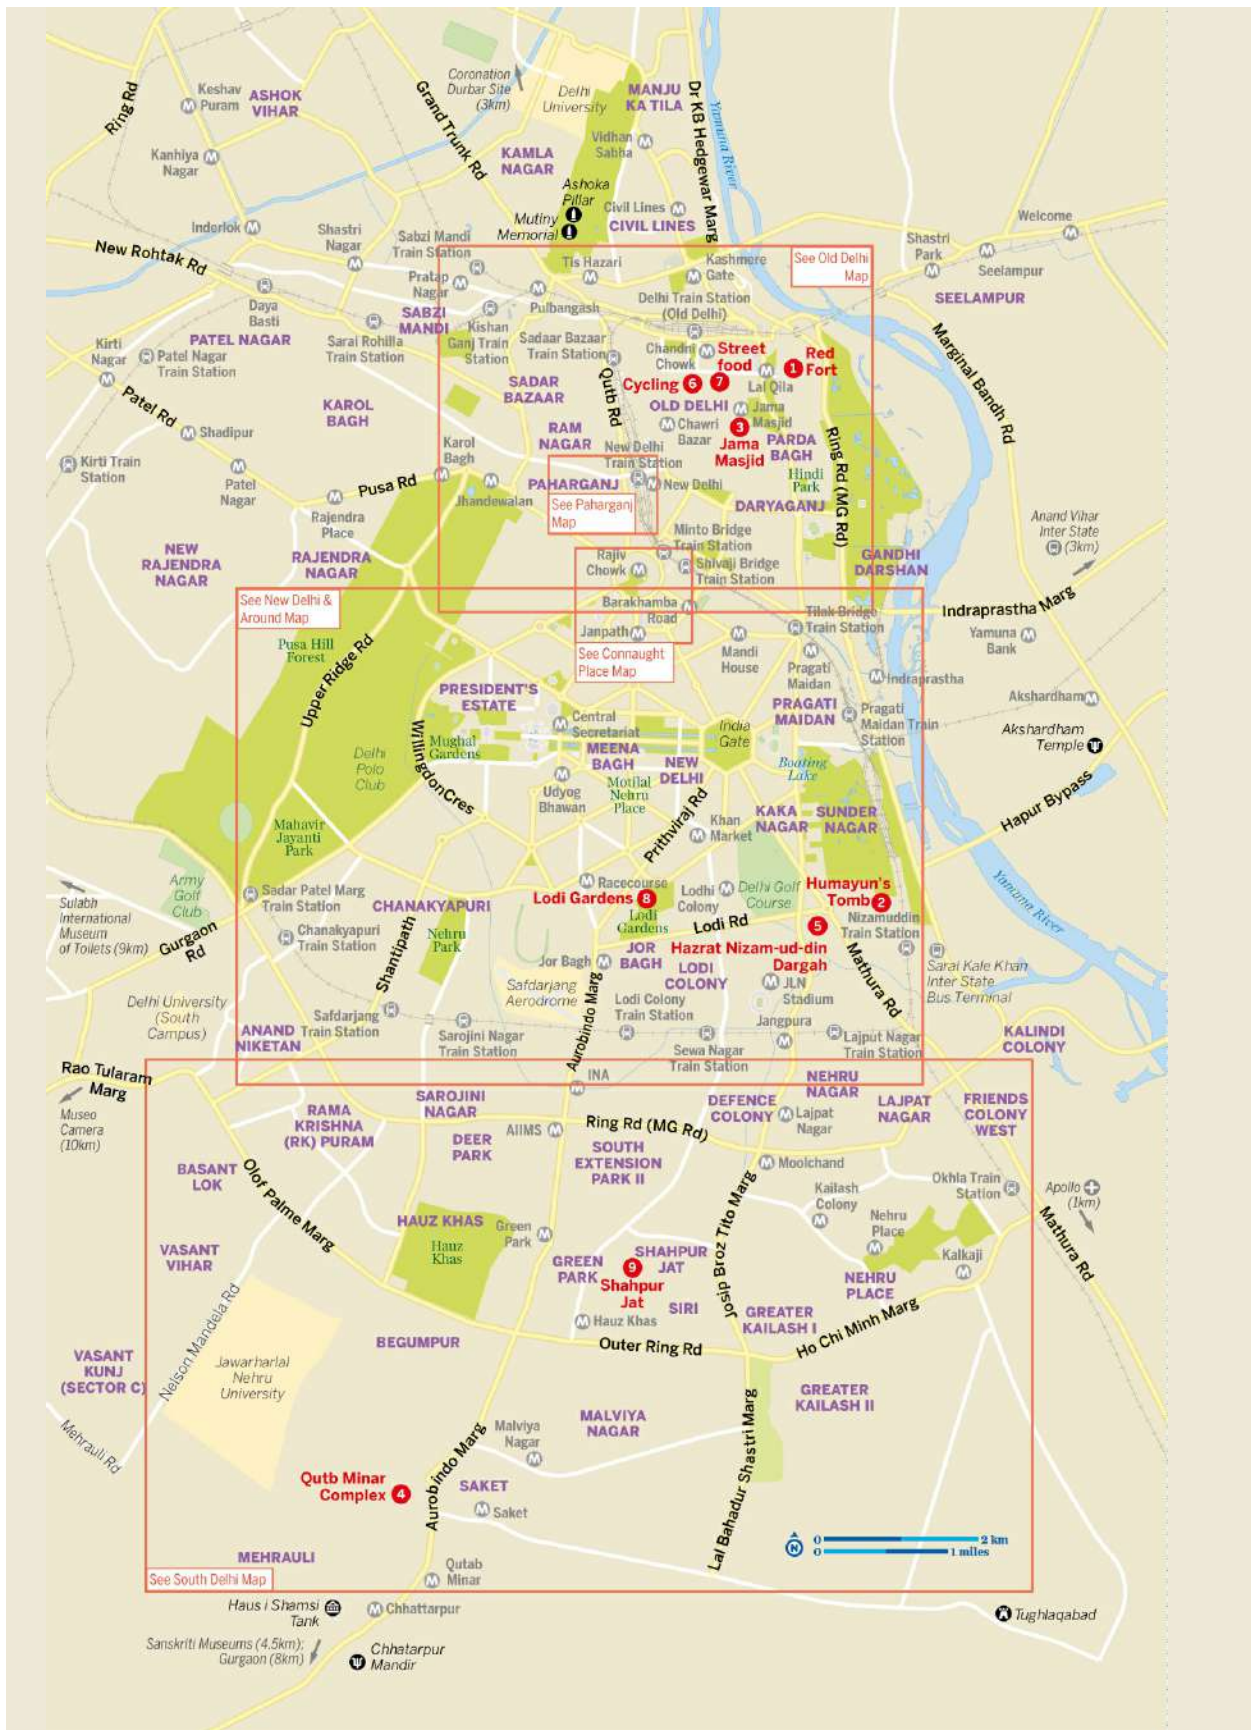 Ring Rd
Keshav
Puram
ASHOK
VIHAR
Grand Trunk Rd
Coronation
Durbar Site
(3km)
Delhi
University
MANJU
KA TILA
Dr KB Hedgewar Marg
Yamuna River
Kanhiya
Nagar
KAMLA
NAGAR
Vidhan
Sabha
Ashoka
Pillar
Mutiny
Memorial
Civil Lines
CIVIL LINES
Inderlok
Shastri
Nagar
Sabzi Mandi
Train Station
New Rohtak Rd
Welcome
Shastri
Park
Seelampur
SEELAMPUR
Tis Hazari
Kashmere
Gate
See Old Delhi
Map
Pratap
Nagar
Pulbangash
Delhi Train Station
(Old Delhi)
Daya
Basti
SABZI
MANDI
Kishan
Ganj Train
Station
Sadaar Bazaar
Train Station
PATEL NAGAR
Sarai Rohilla
Train Station
Kirti
Nagar
Patel Nagar
Train Station
Chandni
Chowk
Street
food
Red
Fort
1
Cycling 6
7
Lal Qila
Marginal Bandh Rd
Patel Rd
SADAR
BAZAAR
Qutb Rd
OLD DELHI
Jama
Masjid
KAROL
BAGH
Shadipur
RAM
NAGAR
Chawri
Bazar
3
Jama
Masjid
PARDA
BAGH
Ring Rd (MG Rd)
Kirti Train
Station
Patel
Nagar
Karol
Bagh
New Delhi
Train Station
Hindi
Park
Pusa Rd
Jhandewalan
PAHARGANJ
New Delhi
See Paharganj
Map
DARYAGANJ
Rajendra
Place
Minto Bridge
Train Station
Anand Vihar
Inter State
(3km)
NEW
RAJENDRA
NAGAR
RAJENDRA
NAGAR
Rajiv
Chowk
Shivaji Bridge
Train Station
GANDHI
DARSHAN
See New Delhi &
Around Map
Barakhamba
Road
Tilak Bridge
Train Station
Indraprastha Marg
Janpath
Yamuna
Bank
Pusa Hill
Forest
Upper Ridge Rd
See Connaught
Place Map
Mandi
House
Pragati
Maidan
Indraprastha
PRESIDENT'S
ESTATE
Akshardham
PRAGATI
MAIDAN
Pragati
Maidan Train
Station
Central
Secretariat
India
Gate
Akshardham
Temple
Willingdon Cres
Mughal
Gardens
MEENA
BAGH
NEW
DELHI
Delhi
Polo
Club
Boating
Lake
Udyog
Bhawan
Motilal
Nehru
Place
Hapur Bypass
Prithviraj Rd
KAKA
NAGAR
SUNDER
NAGAR
Mahavir
Jayanti
Park
Khan
Market
Army
Golf
Club
Sadar Patel Marg
Train Station
Racecourse
Lodi Gardens 8
Lodhi
Colony
Delhi Golf
Course
Humayun's
Tomb 2
Yamuna River
Sulabh
International
Museum
of Toilets (9km)
Gurgaon
Rd
CHANAKYAPURI
Lodi
Gardens
Lodi Rd
5
Nizamuddin
Train Station
Chanakyapuri
Train Station
Shantipath
Nehru
Park
Hazrat Nizam-ud-din
Dargah
JOR
BAGH
Jor Bagh
LODI
COLONY
Mathura Rd
Sarai Kale Khan
Inter State
Bus Terminal
Safdarjang
Aerodrome
JLN
Stadium
Delhi University
(South
Campus)
Safdarjang
Train Station
Aurobindo Marg
Lodi Colony
Train Station
Jangpura
ANAND
NIKETAN
Sarojini Nagar
Train Station
Sewa Nagar
Train Station
Lajput Nagar
Train Station
KALINDI
COLONY
Rao Tularam
Marg
INA
NEHRU
NAGAR
Museo
Camera
(10km)
SAROJINI
NAGAR
DEFENCE
COLONY
Lajpat
Nagar
LAJPAT
NAGAR
FRIENDS
COLONY
WEST
RAMA
KRISHNA
(RK) PURAM
AIIMS
Ring Rd (MG Rd)
DEER
PARK
SOUTH
EXTENSION
PARK II
BASANT
LOK
Olof Palme Marg
Moolchand
Josip Broz Tito Marg
Kailash
Colony
Okhla Train
Station
Apollo
(1km)
HAUZ KHAS
Green
Park
Nehru
Place
Mathura Rd
VASANT
VIHAR
Hauz
Khas
GREEN
PARK
9
SHAHPUR
JAT
Shahpur
Jat
Kalkaji
NEHRU
PLACE
SIRI
Nelson Mandela Rd
Hauz Khas
GREATER
KAILASH I
Ho Chi Minh Marg
BEGUMPUR
Outer Ring Rd
VASANT
KUNJ
(SECTOR C)
Jawarharlal
Nehru
University
GREATER
KAILASH II
Mehrauli Rd
Malviya
Nagar
MALVIYA
NAGAR
Lal Bahadur Shastri Marg
Qutb Minar
Complex 4
Aurobindo Marg
SAKET
Saket
N
0 2 km
0 1 miles
MEHRAULI
Qutab
Minar
See South Delhi Map
Haus i Shamsi
Tank
Chhattarpur
Tughlaqabad
Sanskriti Museums (4.5km);
Gurgaon (8km)
Chhatarpur
Mandir